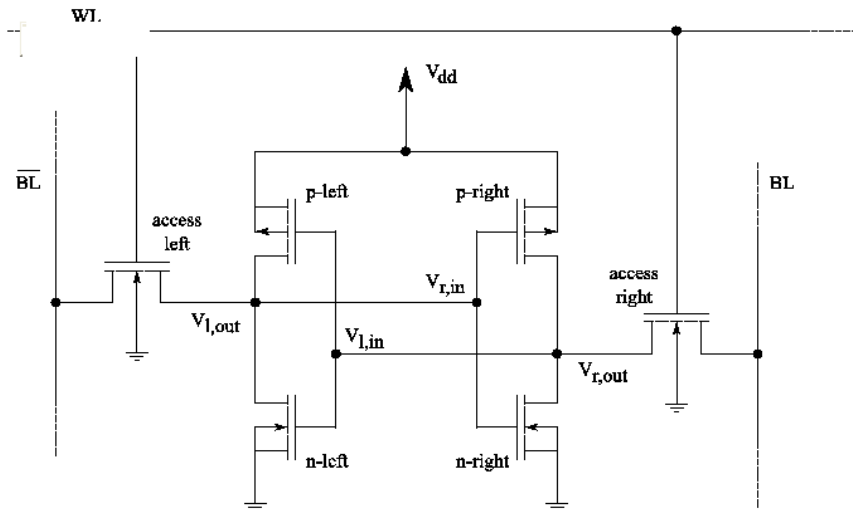 WL
V_dd
B̅L̅
BL
p-left
p-right
access
left
access
right
V_r,in
V_l,out
V_l,in
V_r,out
n-left
n-right